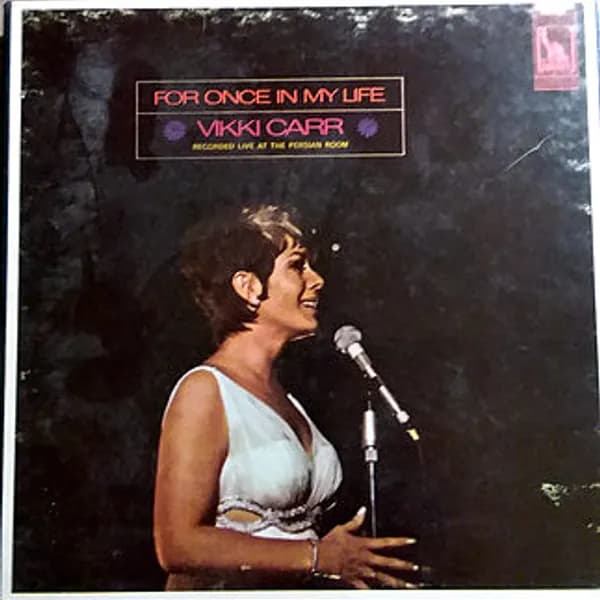 FOR ONCE IN MY LIFE
VIKKI CARR
RECORDED LIVE AT THE PERSIAN ROOM